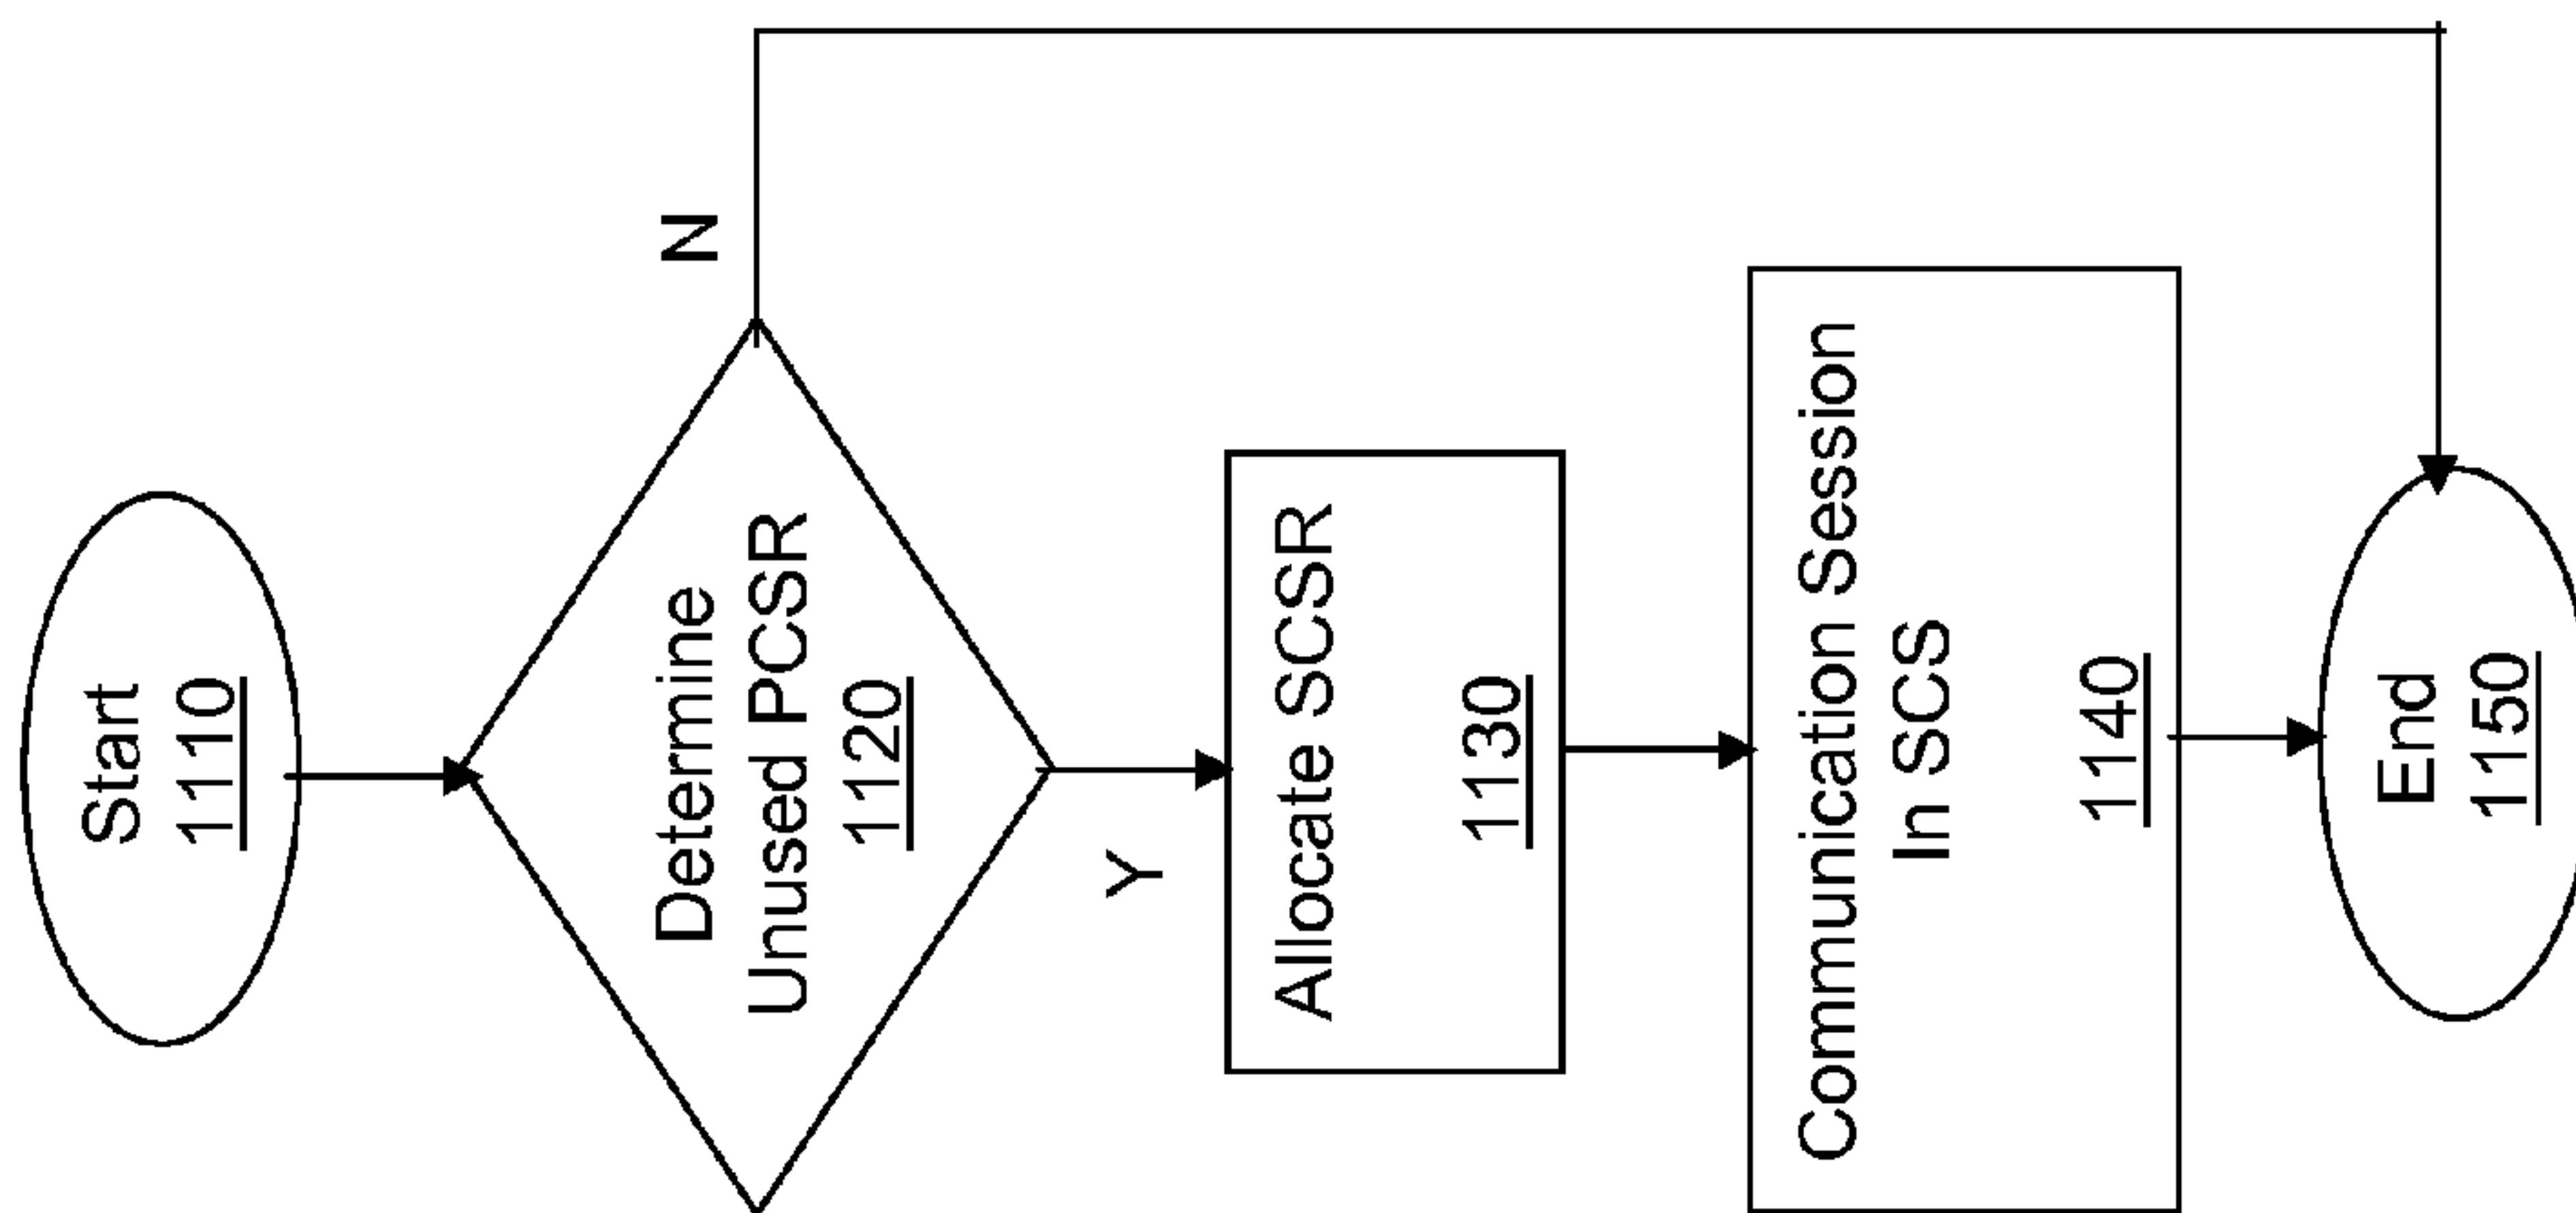 Start
1110
Determine
Unused PCSR
1120
N
Y
Allocate SCSR
1130
Communication Session
In SCS
1140
End
1150